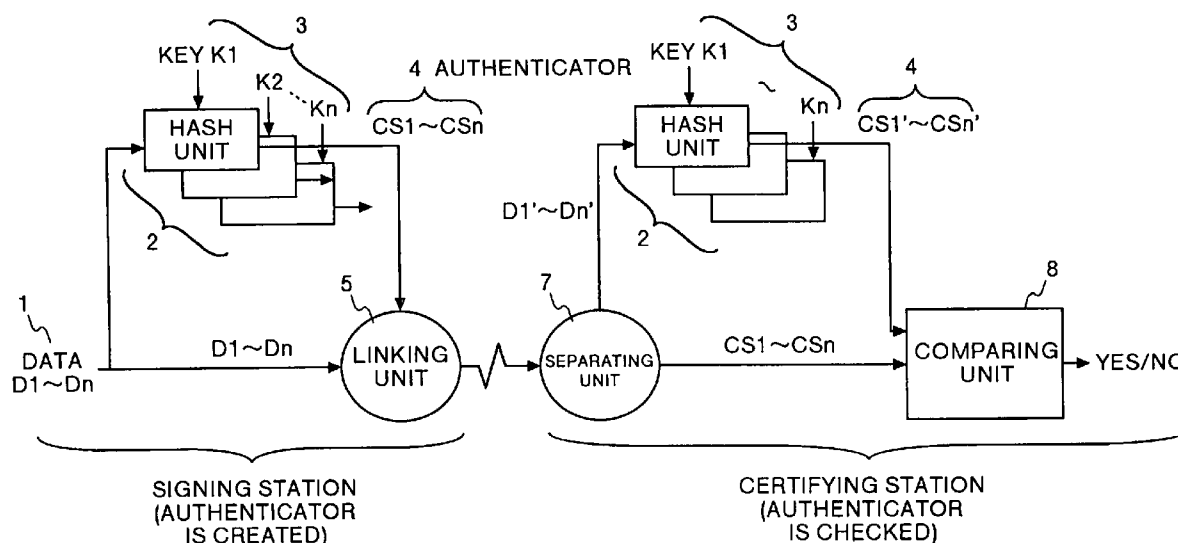 3
KEY K1
K2
Kn
4 AUTHENTICATOR
CS1~CSn
HASH
UNIT
2
3
KEY K1
~
Kn
4
CS1'~CSn'
HASH
UNIT
D1'~Dn'
2
1
DATA
D1~Dn
D1~Dn
5
LINKING
UNIT
7
SEPARATING
UNIT
CS1~CSn
8
COMPARING
UNIT
YES/NO
SIGNING STATION
(AUTHENTICATOR
IS CREATED)
CERTIFYING STATION
(AUTHENTICATOR
IS CHECKED)